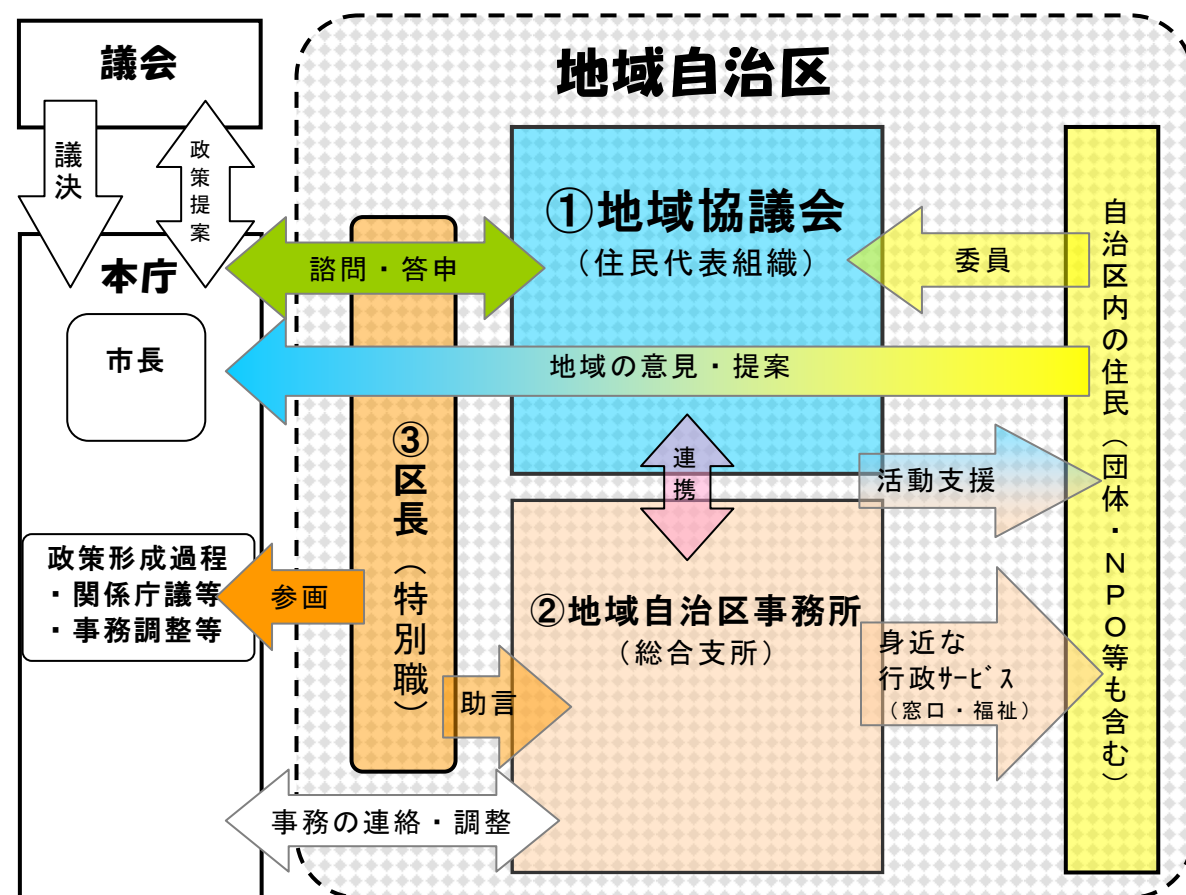 議会
議決
政策提案
本庁
市長
政策形成過程
・関係庁議等
・事務調整等
地域自治区
①地域協議会
（住民代表組織）
諮問・答申
委員
地域の意見・提案
③区長（特別職）
連携
活動支援
参画
②地域自治区事務所
（総合支所）
助言
身近な
行政ｻｰﾋﾞｽ
（窓口・福祉）
事務の連絡・調整
自治区内の住民（団体・ＮＰＯ等も含む）